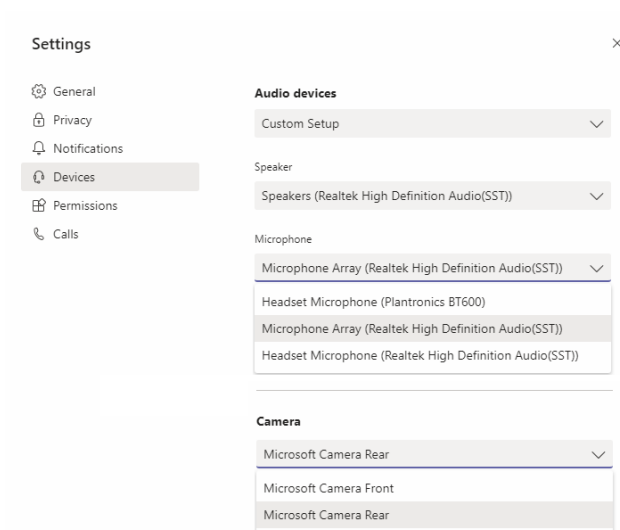 Settings
General
Privacy
Notifications
Devices
Permissions
Calls
Audio devices
Custom Setup
Speaker
Speakers (Realtek High Definition Audio(SST))
Microphone
Microphone Array (Realtek High Definition Audio(SST))
Headset Microphone (Plantronics BT600)
Microphone Array (Realtek High Definition Audio(SST))
Headset Microphone (Realtek High Definition Audio(SST))
Camera
Microsoft Camera Rear
Microsoft Camera Front
Microsoft Camera Rear